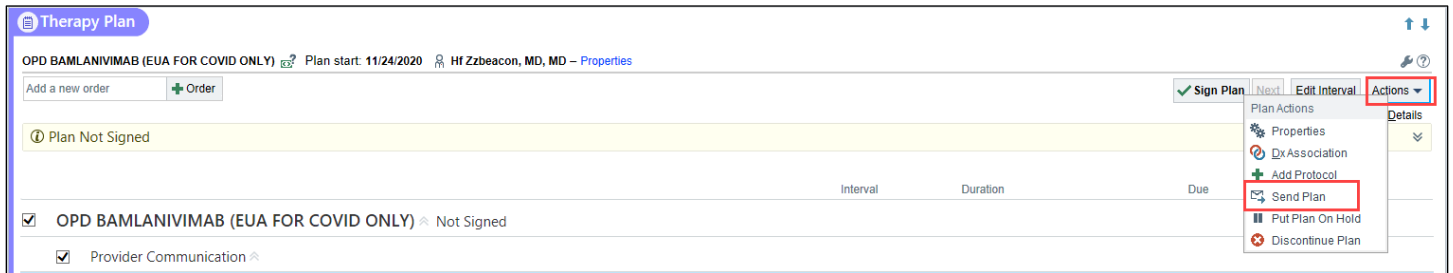 Therapy Plan
OPD BAMLANIVIMAB (EUA FOR COVID ONLY) Plan start: 11/24/2020 Hf Zzbeacon, MD, MD – Properties
Add a new order Order Sign Plan Next Edit Interval Actions
Plan Actions
Details
Plan Not Signed
Properties
Dx Association
Add Protocol
Interval Duration Due
Send Plan
OPD BAMLANIVIMAB (EUA FOR COVID ONLY) Not Signed
Put Plan On Hold
Discontinue Plan
Provider Communication